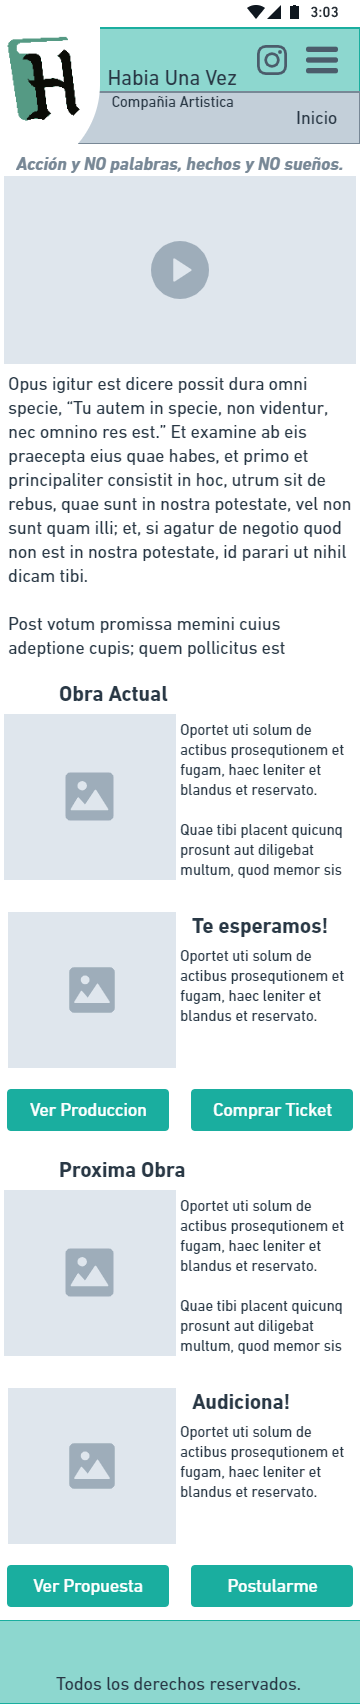 3:03
H
Habia Una Vez
Compañia Artistica
Inicio
Acción y NO palabras, hechos y NO sueños.
Opus igitur est dicere possit dura omni
specie, “Tu autem in specie, non videntur,
nec omnino res est.” Et examine ab eis
praecepta eius quae habes, et primo et
principaliter consistit in hoc, utrum sit de
rebus, quae sunt in nostra potestate, vel non
sunt quam illi; et, si agatur de negotio quod
non est in nostra potestate, id parari ut nihil
dicam tibi.
Post votum promissa memini cuius
adeptione cupis; quem pollicitus est
Obra Actual
Oportet uti solum de
actibus prosequtionem et
fugam, haec leniter et
blandus et reservato.
Quae tibi placent quicunq
prosunt aut diligebat
multum, quod memor sis
Te esperamos!
Oportet uti solum de
actibus prosequtionem et
fugam, haec leniter et
blandus et reservato.
Ver Produccion
Comprar Ticket
Proxima Obra
Oportet uti solum de
actibus prosequtionem et
fugam, haec leniter et
blandus et reservato.
Quae tibi placent quicunq
prosunt aut diligebat
multum, quod memor sis
Audiciona!
Oportet uti solum de
actibus prosequtionem et
fugam, haec leniter et
blandus et reservato.
Ver Propuesta
Postularme
Todos los derechos reservados.